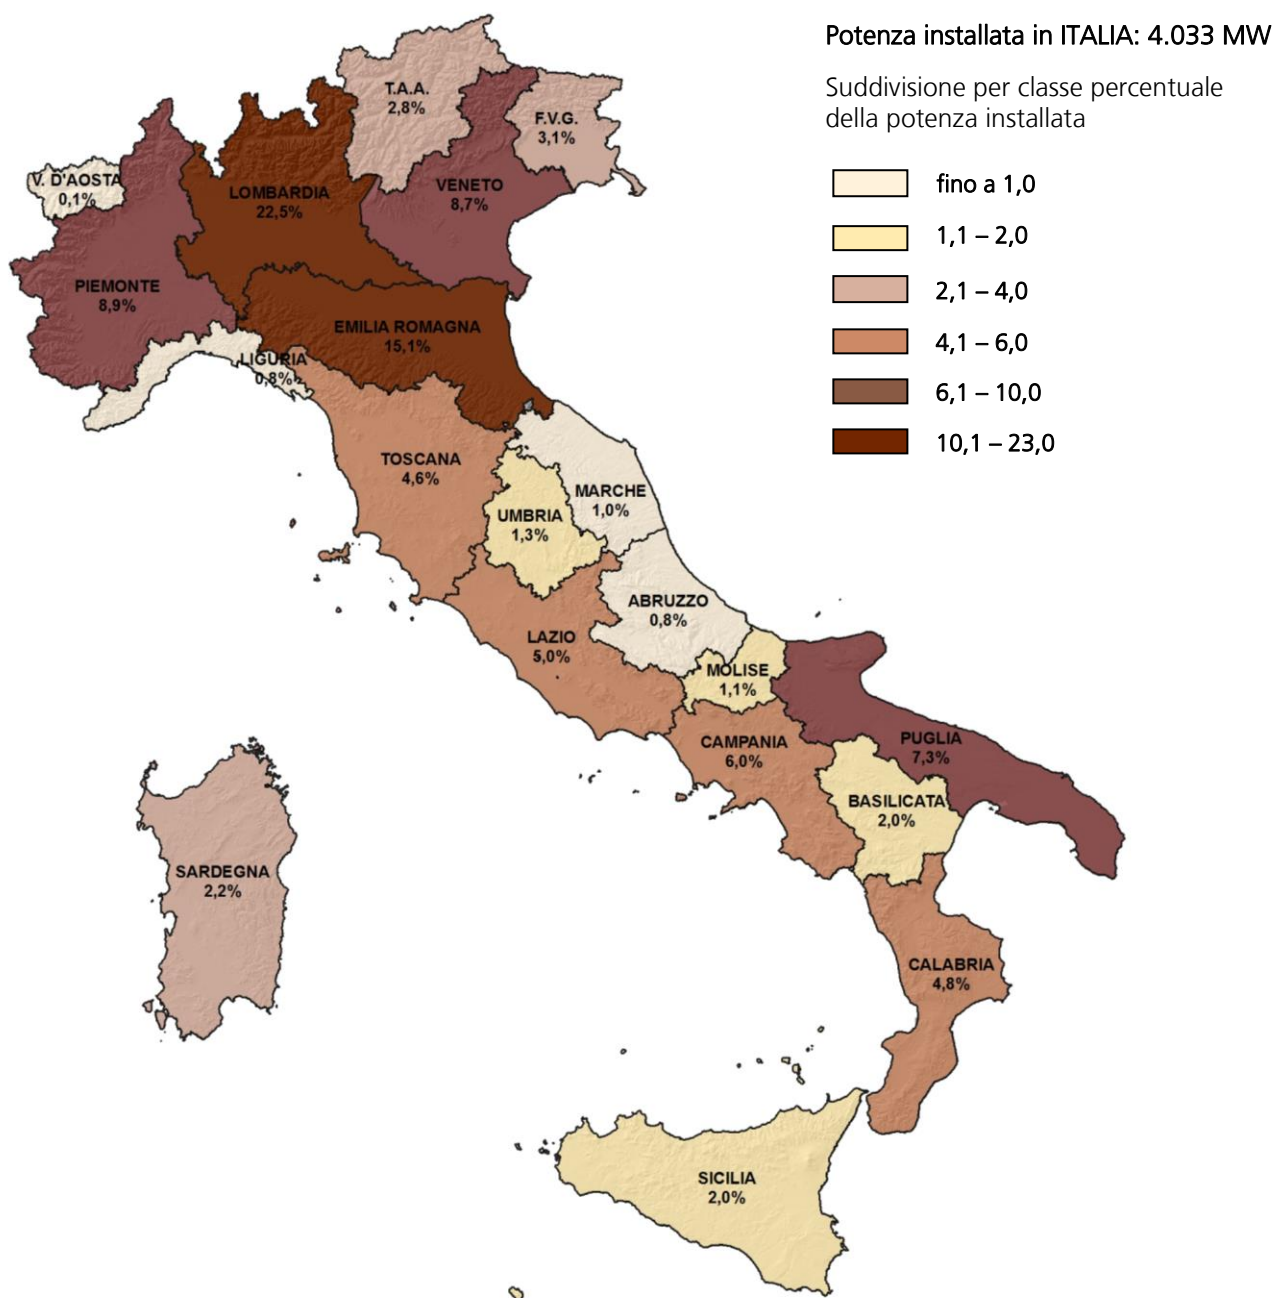 Potenza installata in ITALIA: 4.033 MW
Suddivisione per classe percentuale
della potenza installata
fino a 1,0
1,1 – 2,0
2,1 – 4,0
4,1 – 6,0
6,1 – 10,0
10,1 – 23,0
T.A.A.
2,8%
F.V.G.
3,1%
V. D'AOSTA
0,1%
LOMBARDIA
22,5%
VENETO
8,7%
PIEMONTE
8,9%
EMILIA ROMAGNA
15,1%
LIGURIA
0,8%
TOSCANA
4,6%
MARCHE
1,0%
UMBRIA
1,3%
ABRUZZO
0,8%
LAZIO
5,0%
MOLISE
1,1%
CAMPANIA
6,0%
PUGLIA
7,3%
BASILICATA
2,0%
SARDEGNA
2,2%
CALABRIA
4,8%
SICILIA
2,0%